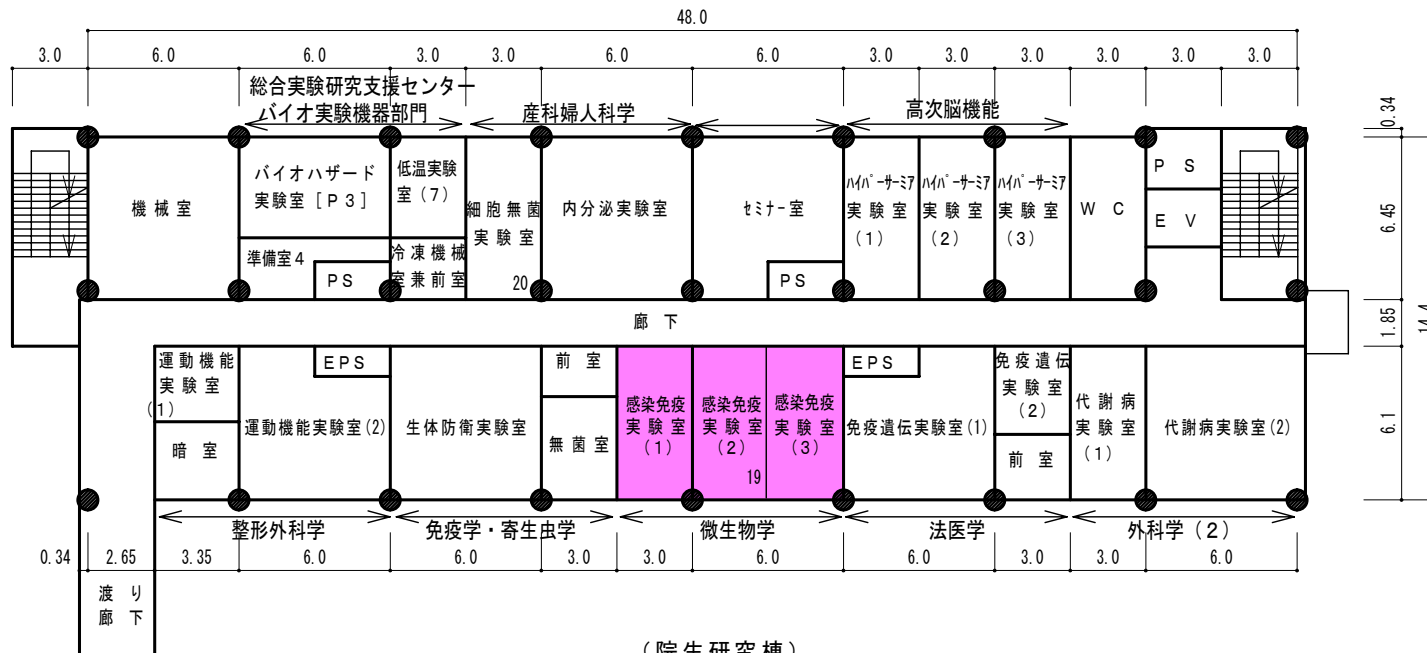 48.0
3.0 6.0 6.0 3.0 3.0 6.0 6.0 3.0 3.0 3.0 3.0 3.0
総合実験研究支援センター
バイオ実験機器部門
産科婦人科学
高次脳機能
0.34
機 械 室
バイオハザード
実験室［P３］
準備室４
PS
低温実験
室（７）
冷凍機械
室兼前室
細胞無菌
実験室
20
内分泌実験室
ｾﾐﾅｰ室
PS
ﾊｲﾊﾟｰｻｰﾐｱ
実験室
（１）
ﾊｲﾊﾟｰｻｰﾐｱ
実験室
（２）
ﾊｲﾊﾟｰｻｰﾐｱ
実験室
（３）
Ｗ Ｃ
Ｐ Ｓ
Ｅ Ｖ
6.45
廊 下
1.85
14.4
運動機能
実験室
(１)
暗 室
EPS
運動機能実験室(2)
生体防衛実験室
前 室
無菌室
感染免疫
実験室
（１）
感染免疫
実験室
（２）
19
感染免疫
実験室
（３）
EPS
免疫遺伝実験室(1)
免疫遺伝
実験室
（２）
前 室
代謝病
実験室
（１）
代謝病実験室(2)
6.1
整形外科学
免疫学・寄生虫学
微生物学
法医学
外科学（２）
0.34 2.65 3.35 6.0 6.0 3.0 3.0 6.0 6.0 3.0 3.0 6.0
渡 り
廊 下
（院生研究棟）